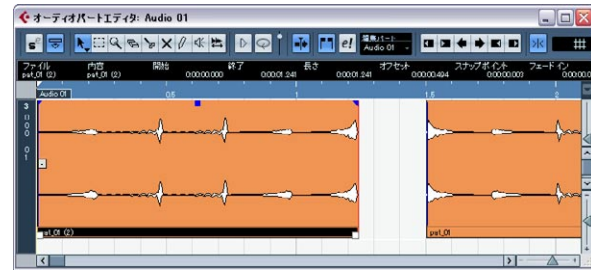 オーディオパートエディタ: Audio 01
編集パート
Audio 01
ファイル 内容 開始 終了 長さ オフセット スナップポイント フェードイン
pet_01 (2) pet_01 (2) 0:00:00.000 0:00:01.241 0:00:01.241 0:00:00.494 0:00:00.000
Audio 01 0.5 1 1.5 2
pet_01 (2) pet_01